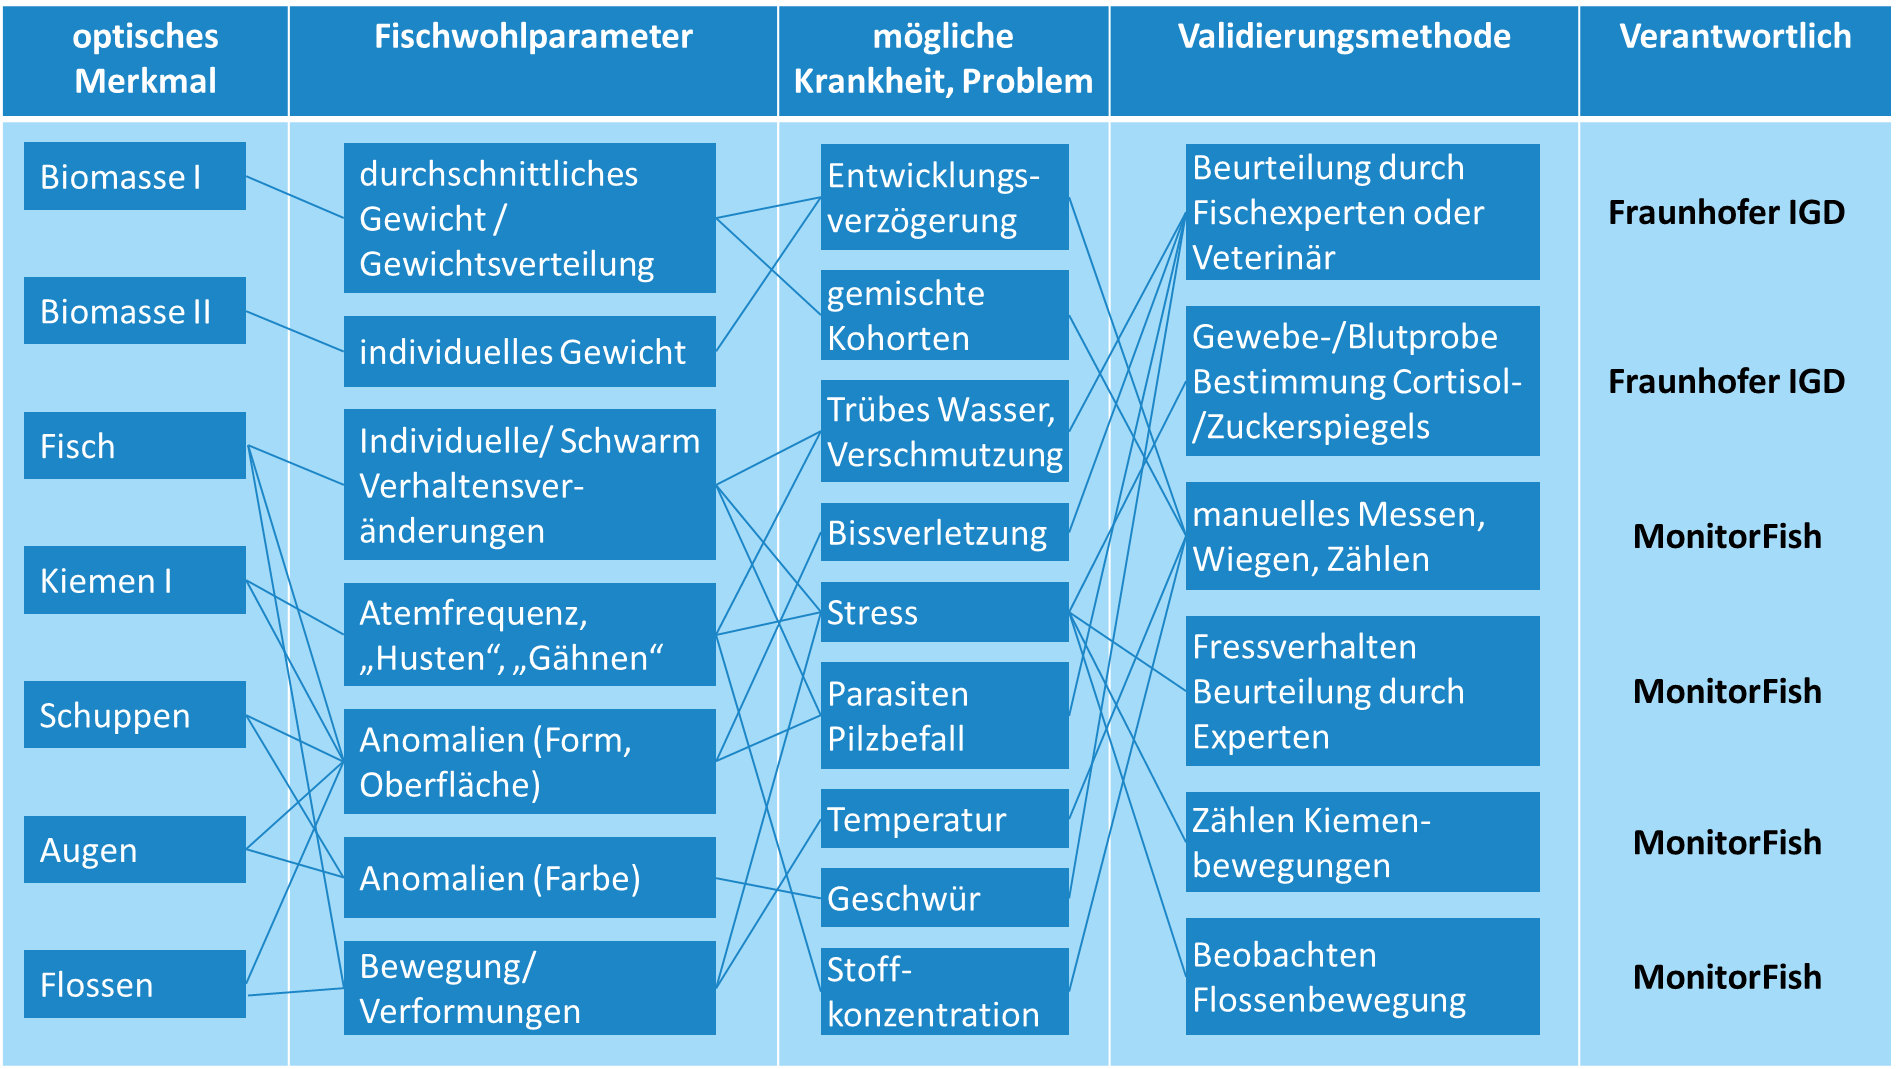 optisches
Merkmal
Fischwohlparameter
mögliche
Krankheit, Problem
Validierungsmethode
Verantwortlich
Biomasse I
Biomasse II
Fisch
Kiemen I
Schuppen
Augen
Flossen
durchschnittliches
Gewicht /
Gewichtsverteilung
individuelles Gewicht
Individuelle/ Schwarm
Verhaltensver-
änderungen
Atemfrequenz,
„Husten“, „Gähnen“
Anomalien (Form,
Oberfläche)
Anomalien (Farbe)
Bewegung/
Verformungen
Entwicklungs-
verzögerung
gemischte
Kohorten
Trübes Wasser,
Verschmutzung
Bissverletzung
Stress
Parasiten
Pilzbefall
Temperatur
Geschwür
Stoff-
konzentration
Beurteilung durch
Fischexperten oder
Veterinär
Gewebe-/Blutprobe
Bestimmung Cortisol-
/Zuckerspiegels
manuelles Messen,
Wiegen, Zählen
Fressverhalten
Beurteilung durch
Experten
Zählen Kiemen-
bewegungen
Beobachten
Flossenbewegung
Fraunhofer IGD
Fraunhofer IGD
MonitorFish
MonitorFish
MonitorFish
MonitorFish